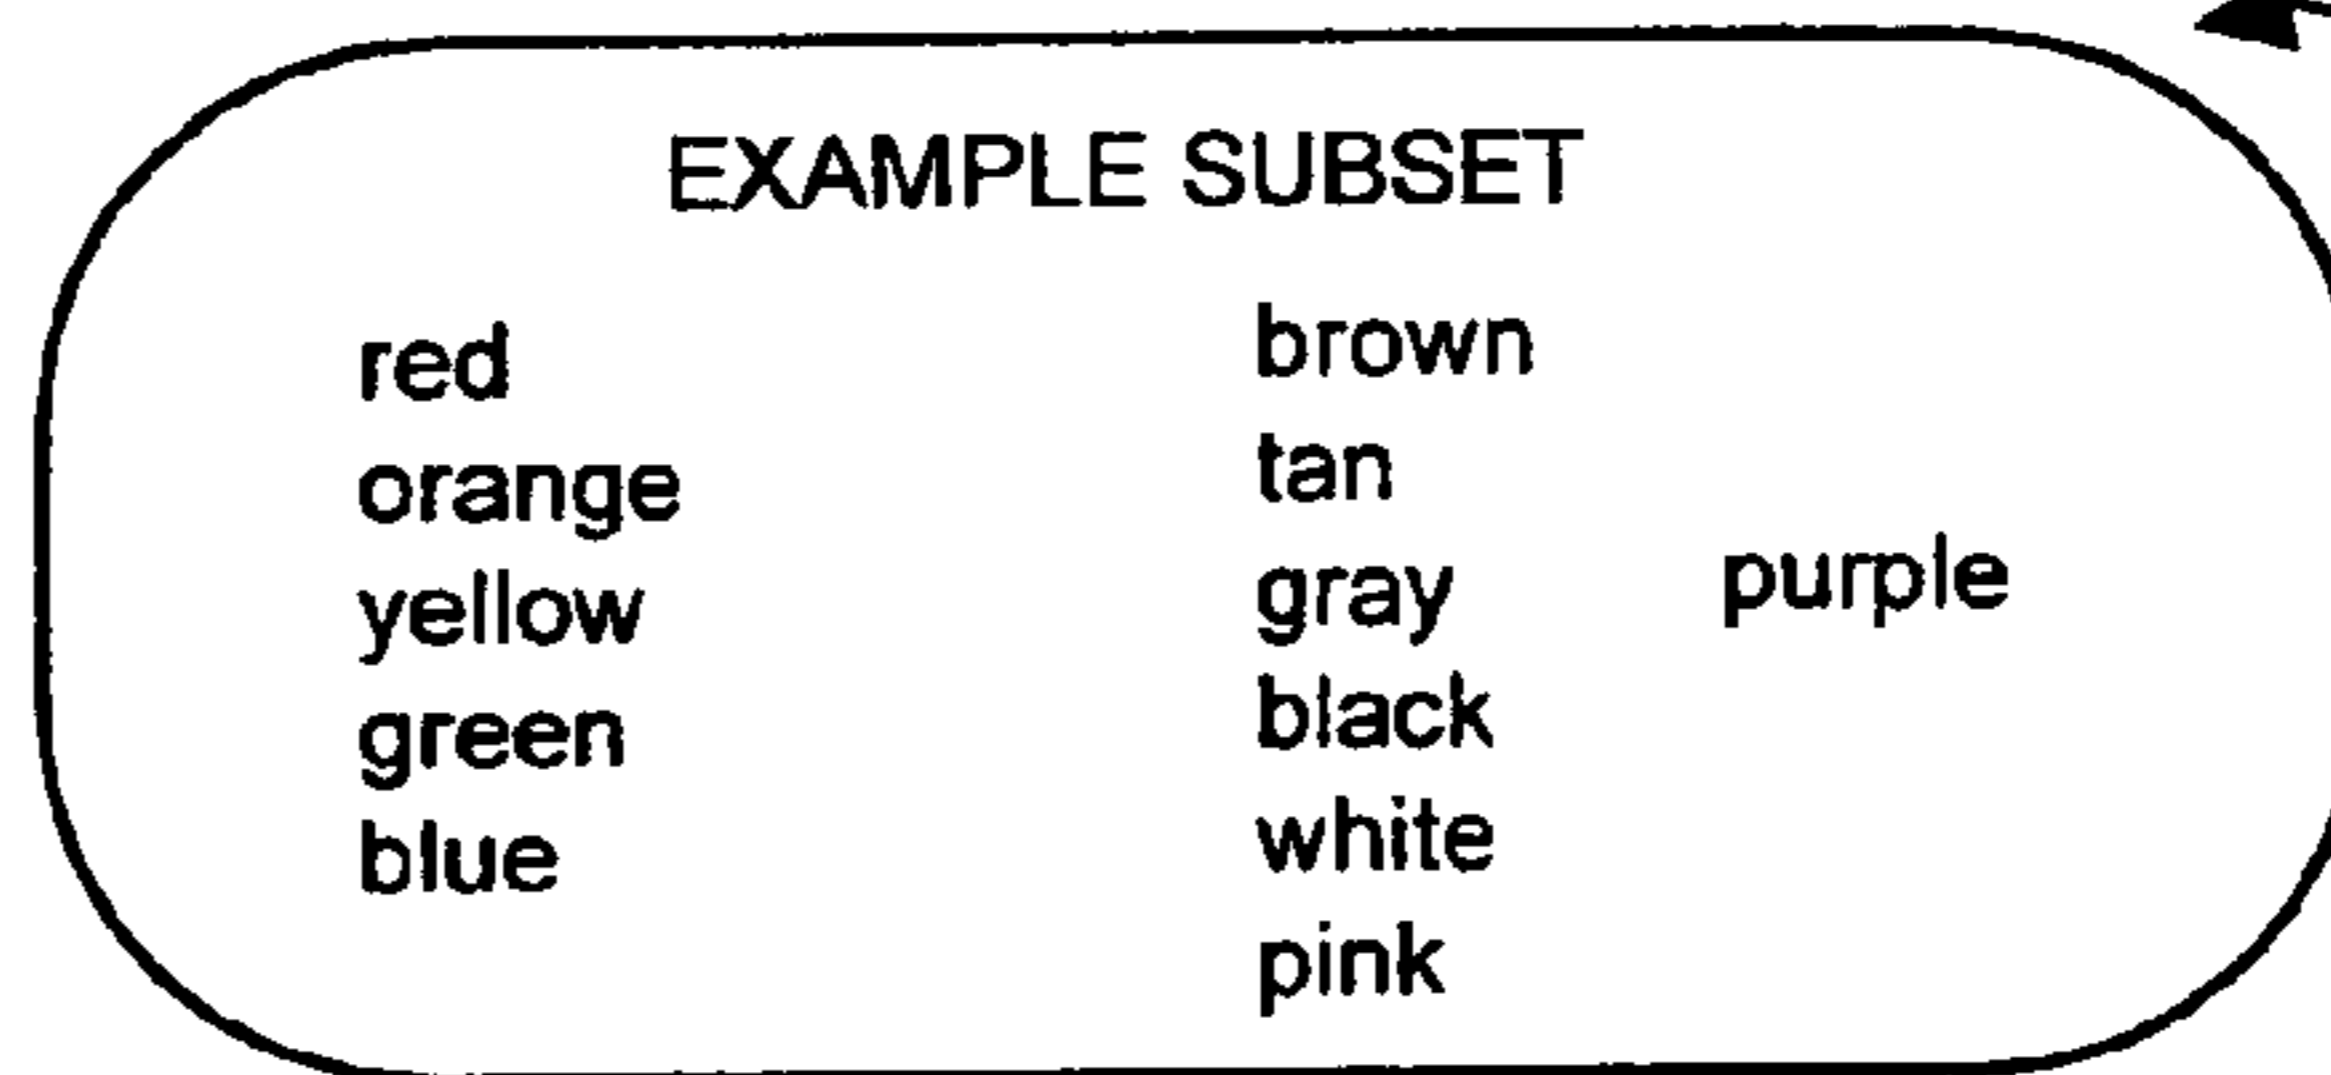 EXAMPLE SUBSET
red
orange
yellow
green
blue
brown
tan
gray
black
white
pink
purple